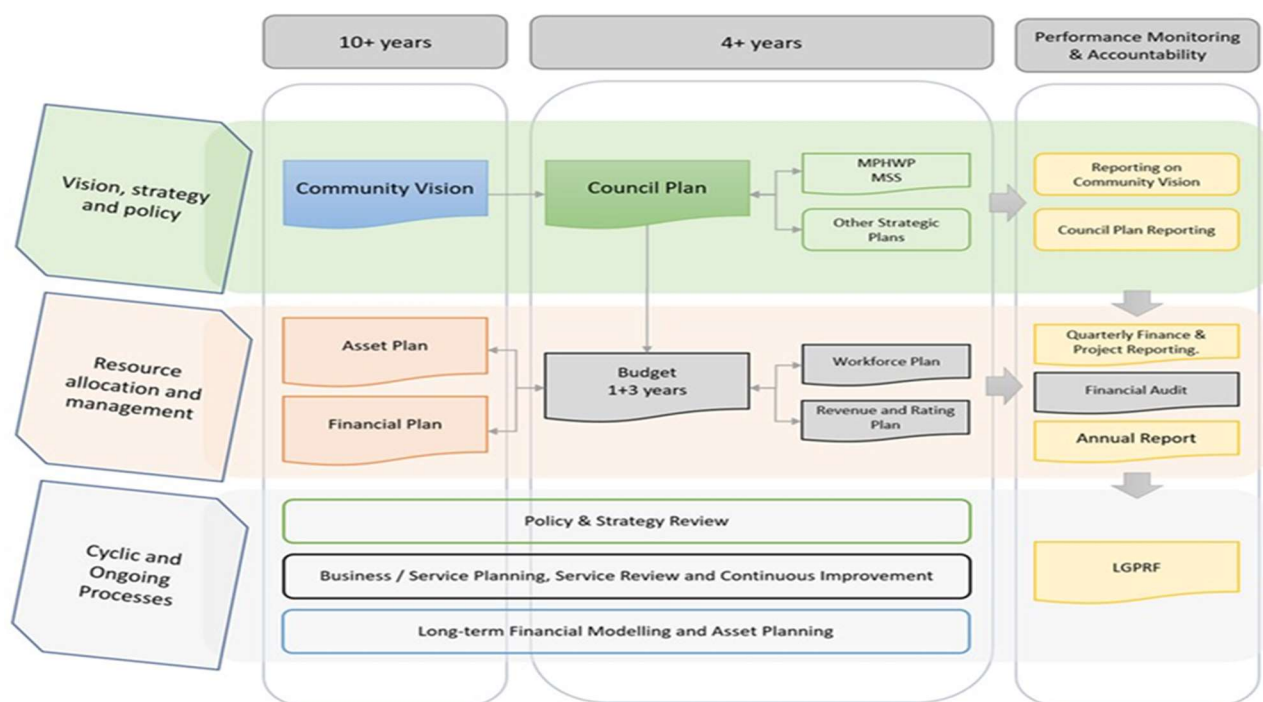 10+ years
4+ years
Performance Monitoring
& Accountability
Vision, strategy
and policy
Community Vision
Council Plan
MPHWP
MSS
Other Strategic
Plans
Reporting on
Community Vision
Council Plan Reporting
Resource
allocation and
management
Asset Plan
Financial Plan
Budget
1+3 years
Workforce Plan
Revenue and Rating
Plan
Quarterly Finance &
Project Reporting.
Financial Audit
Annual Report
Cyclic and
Ongoing
Processes
Policy & Strategy Review
Business / Service Planning, Service Review and Continuous Improvement
Long-term Financial Modelling and Asset Planning
LGPRF